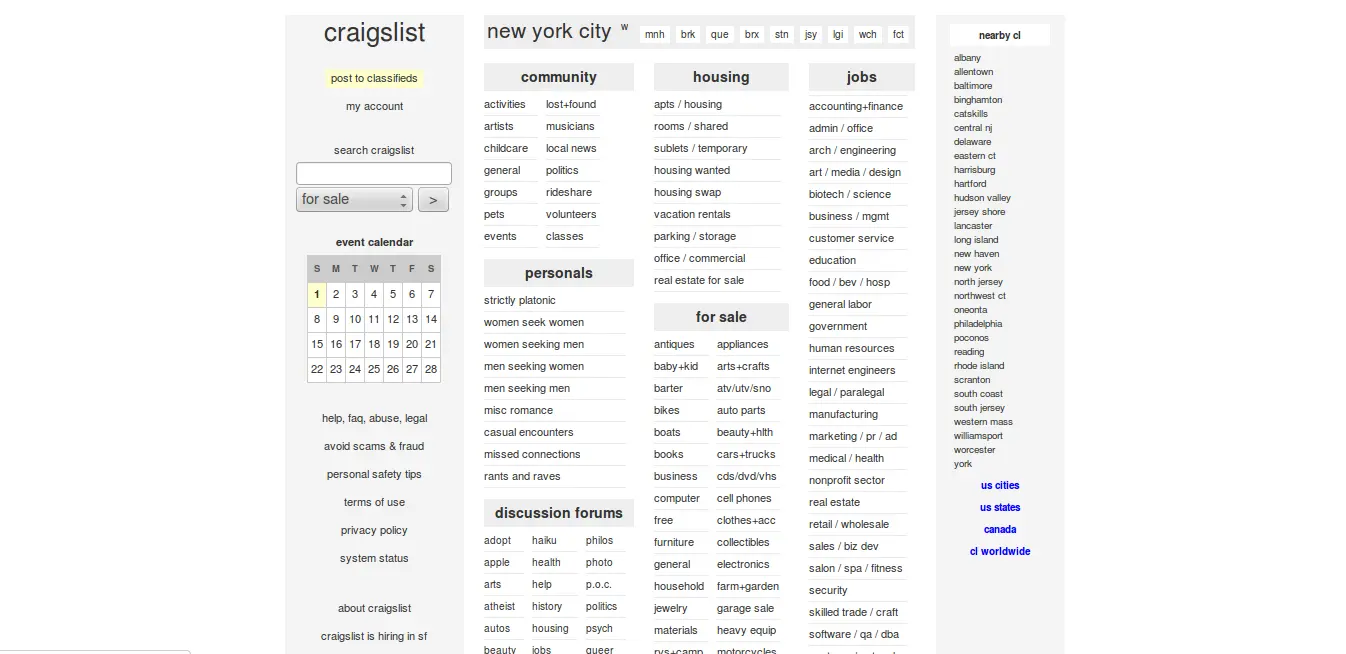 craigslist
post to classifieds
my account
search craigslist
for sale
>
event calendar
S M T W T F S
1 2 3 4 5 6 7
8 9 10 11 12 13 14
15 16 17 18 19 20 21
22 23 24 25 26 27 28
help, faq, abuse, legal
avoid scams & fraud
personal safety tips
terms of use
privacy policy
system status
about craigslist
craigslist is hiring in sf
new york city w mnh brk que brx stn jsy lgi wch fct
community
activities lost+found
artists musicians
childcare local news
general politics
groups rideshare
pets volunteers
events classes
personals
strictly platonic
women seek women
women seeking men
men seeking women
men seeking men
misc romance
casual encounters
missed connections
rants and raves
discussion forums
adopt haiku philos
apple health photo
arts help p.o.c.
atheist history politics
autos housing psych
beauty jobs queer
housing
apts / housing
rooms / shared
sublets / temporary
housing wanted
housing swap
vacation rentals
parking / storage
office / commercial
real estate for sale
for sale
antiques appliances
baby+kid arts+crafts
barter atv/utv/sno
bikes auto parts
boats beauty+hlth
books cars+trucks
business cds/dvd/vhs
computer cell phones
free clothes+acc
furniture collectibles
general electronics
household farm+garden
jewelry garage sale
materials heavy equip
rvs+camp motorcycles
jobs
accounting+finance
admin / office
arch / engineering
art / media / design
biotech / science
business / mgmt
customer service
education
food / bev / hosp
general labor
government
human resources
internet engineers
legal / paralegal
manufacturing
marketing / pr / ad
medical / health
nonprofit sector
real estate
retail / wholesale
sales / biz dev
salon / spa / fitness
security
skilled trade / craft
software / qa / dba
nearby cl
albany
allentown
baltimore
binghamton
catskills
central nj
delaware
eastern ct
harrisburg
hartford
hudson valley
jersey shore
lancaster
long island
new haven
new york
north jersey
northwest ct
oneonta
philadelphia
poconos
reading
rhode island
scranton
south coast
south jersey
western mass
williamsport
worcester
york
us cities
us states
canada
cl worldwide